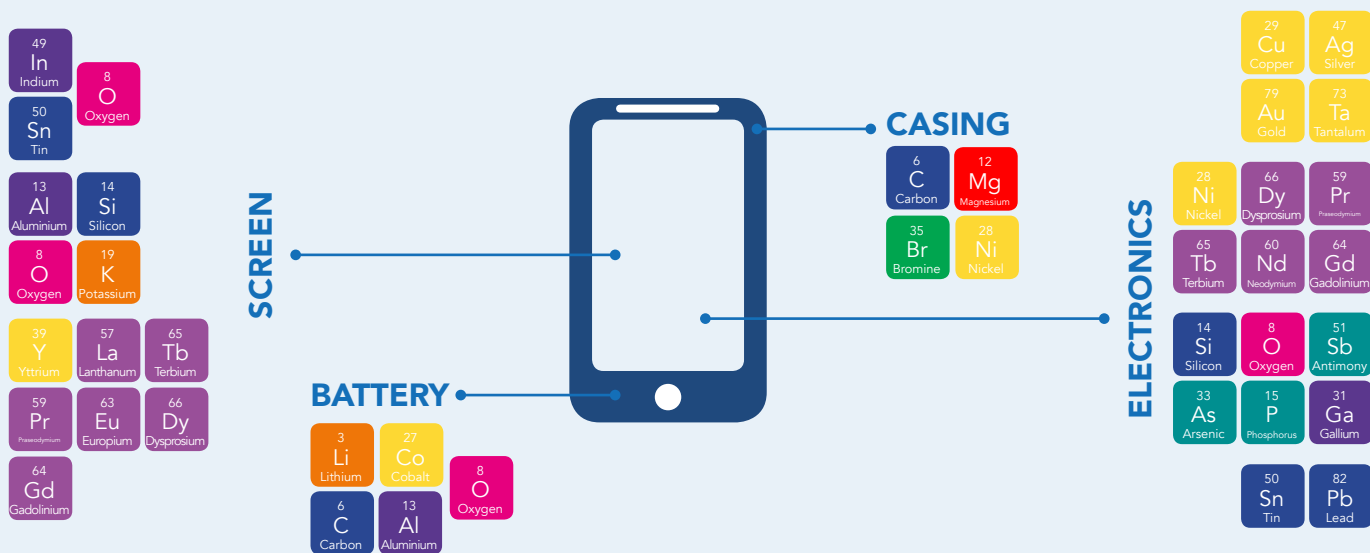 49
In
Indium
8
O
Oxygen
50
Sn
Tin
13
Al
Aluminium
14
Si
Silicon
8
O
Oxygen
19
K
Potassium
39
Y
Yttrium
57
La
Lanthanum
65
Tb
Terbium
59
Pr
Praseodymium
63
Eu
Europium
66
Dy
Dysprosium
64
Gd
Gadolinium
SCREEN
BATTERY
3
Li
Lithium
27
Co
Cobalt
8
O
Oxygen
6
C
Carbon
13
Al
Aluminium
CASING
6
C
Carbon
12
Mg
Magnesium
35
Br
Bromine
28
Ni
Nickel
ELECTRONICS
29
Cu
Copper
47
Ag
Silver
79
Au
Gold
73
Ta
Tantalum
28
Ni
Nickel
66
Dy
Dysprosium
59
Pr
Praseodymium
65
Tb
Terbium
60
Nd
Neodymium
64
Gd
Gadolinium
14
Si
Silicon
8
O
Oxygen
51
Sb
Antimony
33
As
Arsenic
15
P
Phosphorus
31
Ga
Gallium
50
Sn
Tin
82
Pb
Lead